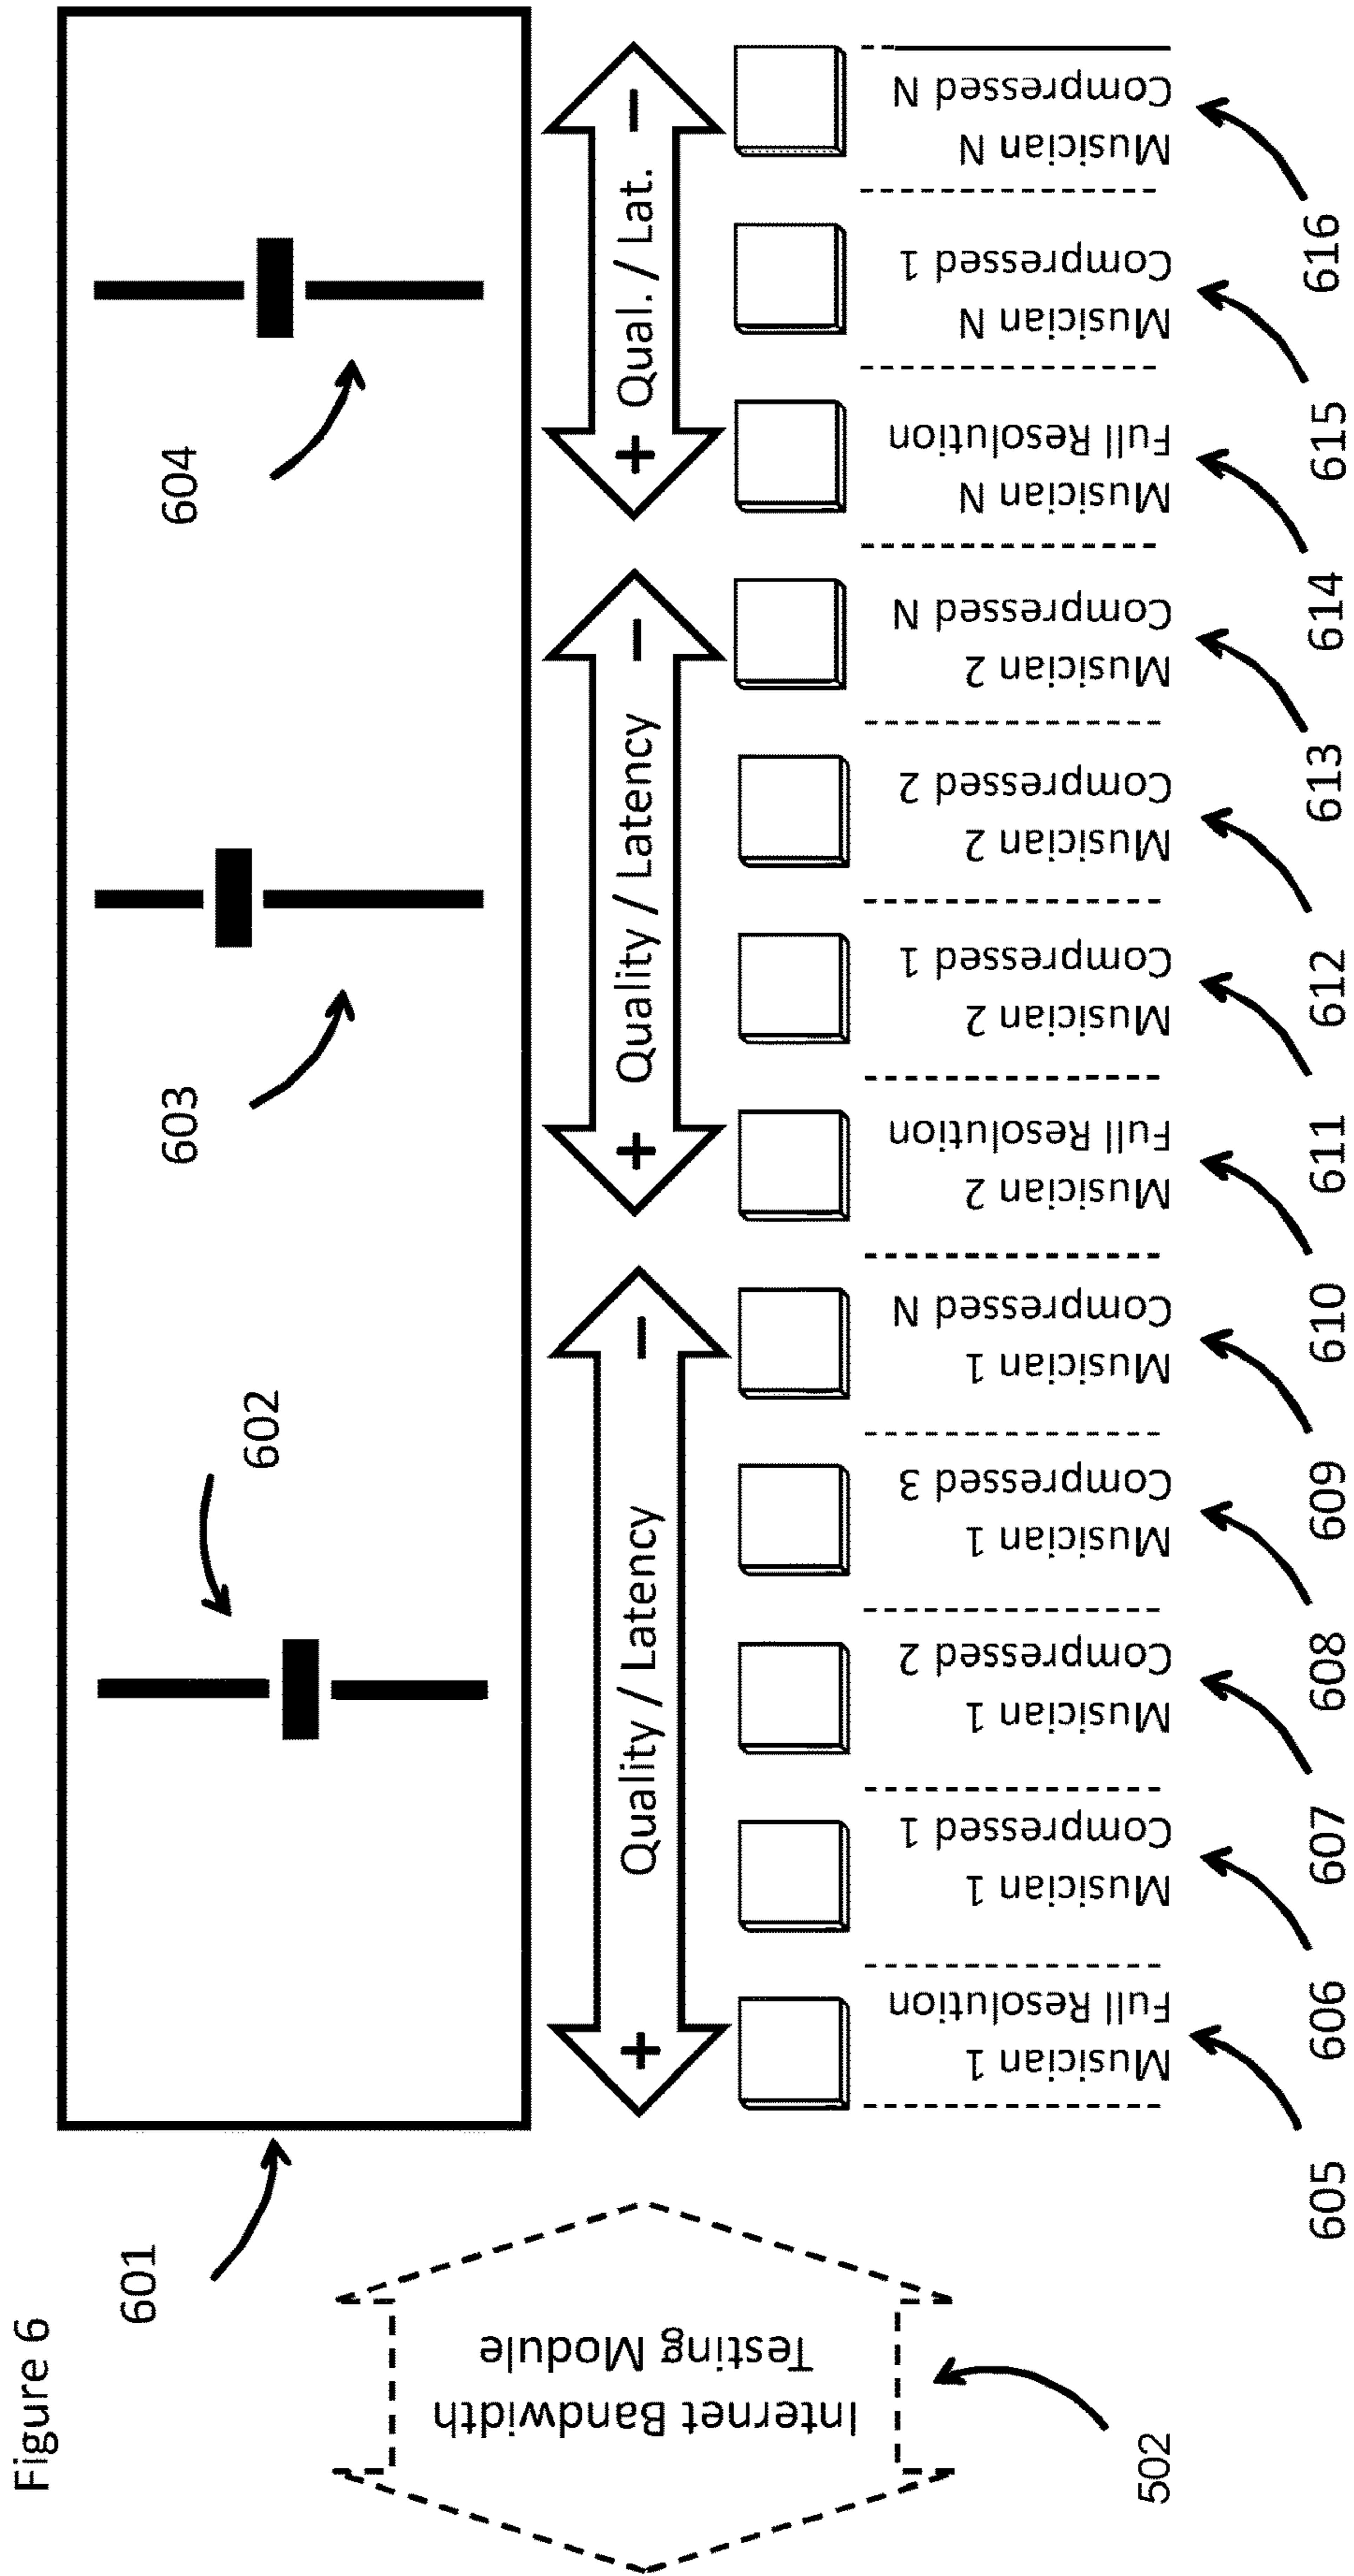 Figure 6
601
602
603
604
Internet Bandwidth
Testing Module
502
+ Quality / Latency –
+ Quality / Latency –
+ Qual. / Lat. –
Musician 1
Full Resolution
Musician 1
Compressed 1
Musician 1
Compressed 2
Musician 1
Compressed 3
Musician 1
Compressed N
Musician 2
Full Resolution
Musician 2
Compressed 1
Musician 2
Compressed 2
Musician 2
Compressed N
Musician N
Full Resolution
Musician N
Compressed 1
Musician N
Compressed N
605
606
607
608
609
610
611
612
613
614
615
616